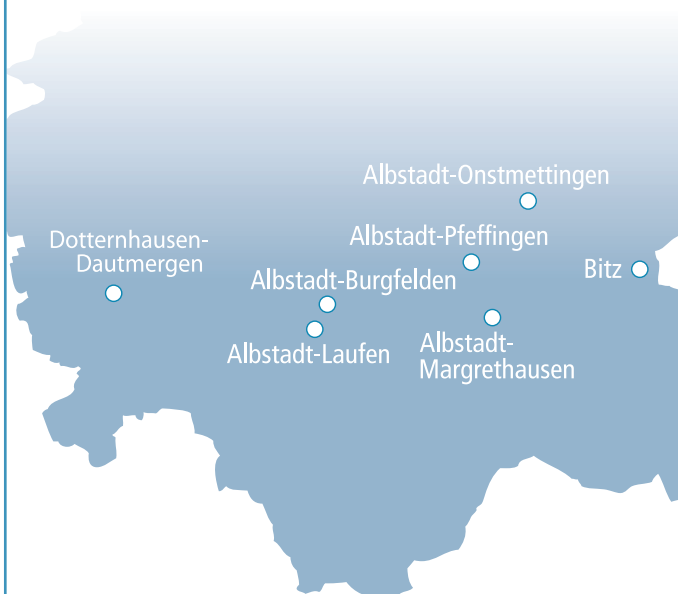 Albstadt-Onstmettingen
Dotternhausen-
Dautmergen
Albstadt-Pfeffingen
Bitz
Albstadt-Burgfelden
Albstadt-Laufen
Albstadt-
Margrethausen